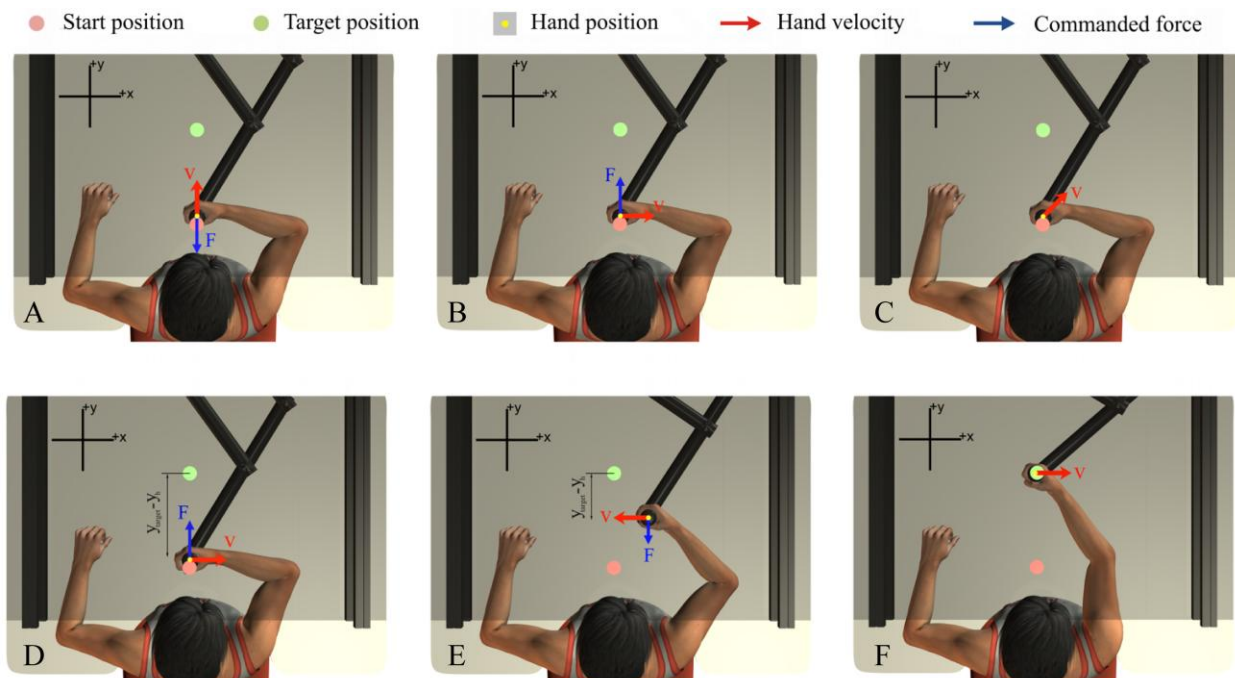 Start position Target position Hand position Hand velocity Commanded force
+y
+x
V
F
A
+y
+x
F
V
B
+y
+x
V
C
+y
+x
y_target-y_h
F
V
D
+y
+x
y_target-y_h
V
F
E
+y
+x
V
F